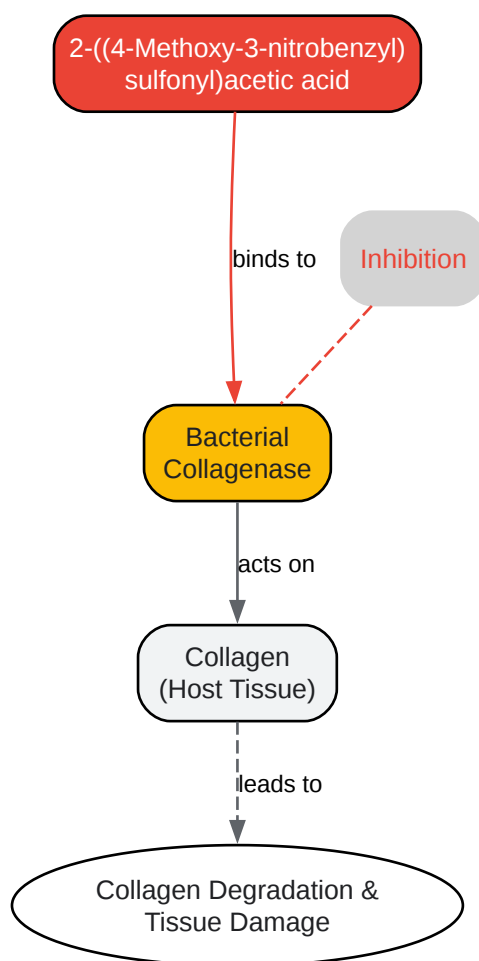 2-((4-Methoxy-3-nitrobenzyl)
sulfonyl)acetic acid
binds to
Inhibition
Bacterial
Collagenase
acts on
Collagen
(Host Tissue)
leads to
Collagen Degradation &
Tissue Damage